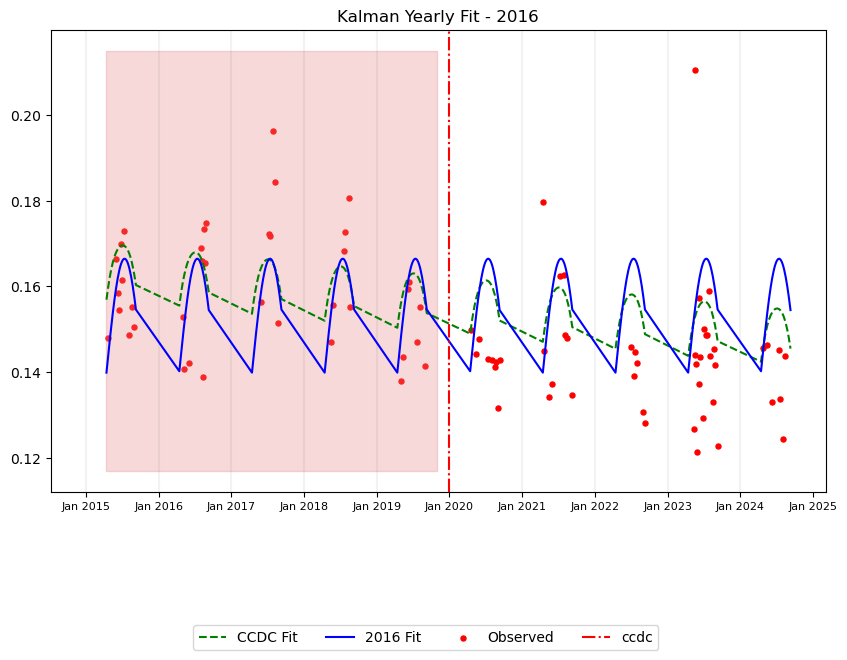 Kalman Yearly Fit - 2016
0.20
0.18
0.16
0.14
0.12
Jan 2015 Jan 2016 Jan 2017 Jan 2018 Jan 2019 Jan 2020 Jan 2021 Jan 2022 Jan 2023 Jan 2024 Jan 2025
CCDC Fit 2016 Fit Observed ccdc